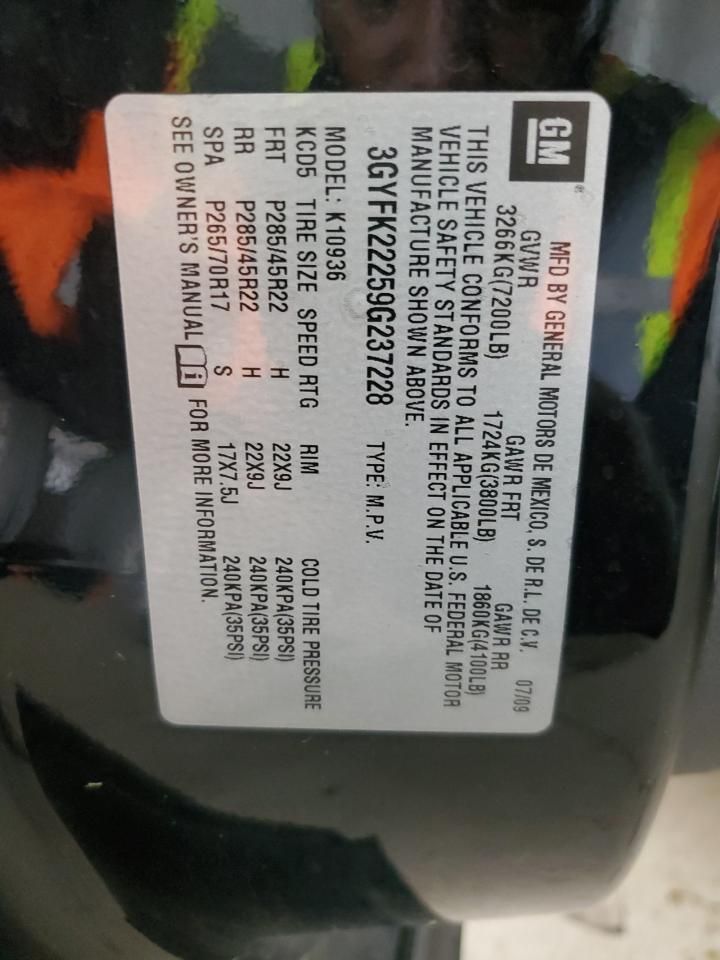 GM®
MFD BY GENERAL MOTORS DE MEXICO, S. DE R.L. DE C.V. 07/09
GVWR GAWR FRT GAWR RR
3266KG(7200LB) 1724KG(3800LB) 1860KG(4100LB)
THIS VEHICLE CONFORMS TO ALL APPLICABLE U.S. FEDERAL MOTOR
VEHICLE SAFETY STANDARDS IN EFFECT ON THE DATE OF
MANUFACTURE SHOWN ABOVE.
3GYFK22259G237228 TYPE: M.P.V.
MODEL: K10936
KCD5 TIRE SIZE SPEED RTG RIM COLD TIRE PRESSURE
FRT P285/45R22 H 22X9J 240KPA(35PSI)
RR P285/45R22 H 22X9J 240KPA(35PSI)
SPA P265/70R17 S 17X7.5J 240KPA(35PSI)
SEE OWNER'S MANUAL i FOR MORE INFORMATION.